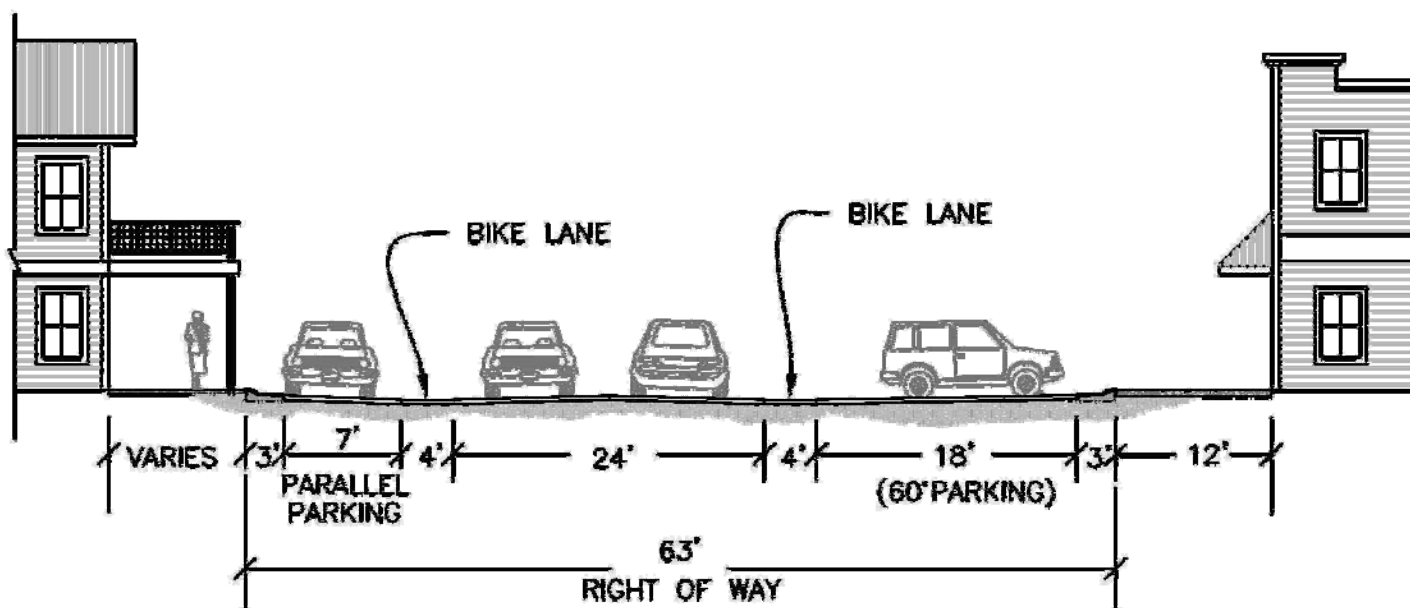 BIKE LANE
BIKE LANE
VARIES 3' 7' 4' 24' 4' 18' 3' 12'
PARALLEL
PARKING
(60°PARKING)
63'
RIGHT OF WAY